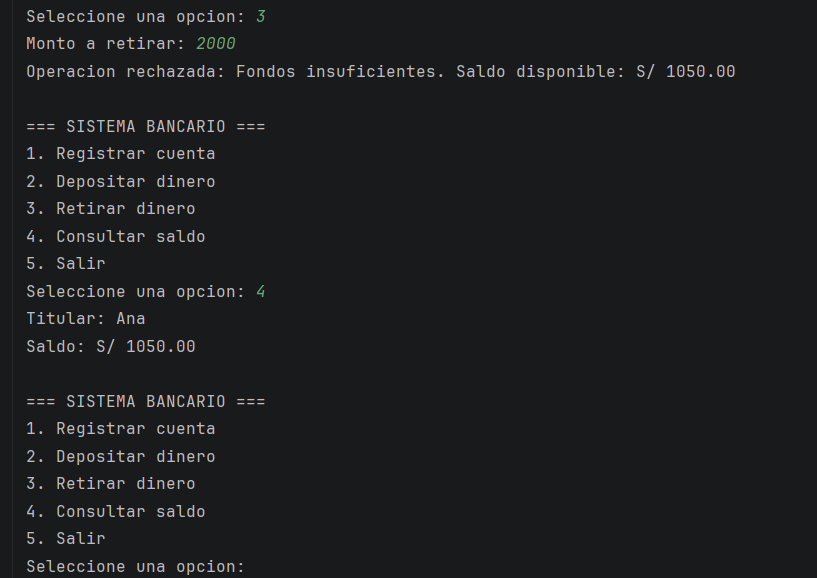 Seleccione una opcion: 3
Monto a retirar: 2000
Operacion rechazada: Fondos insuficientes. Saldo disponible: S/ 1050.00
=== SISTEMA BANCARIO ===
1. Registrar cuenta
2. Depositar dinero
3. Retirar dinero
4. Consultar saldo
5. Salir
Seleccione una opcion: 4
Titular: Ana
Saldo: S/ 1050.00
=== SISTEMA BANCARIO ===
1. Registrar cuenta
2. Depositar dinero
3. Retirar dinero
4. Consultar saldo
5. Salir
Seleccione una opcion: